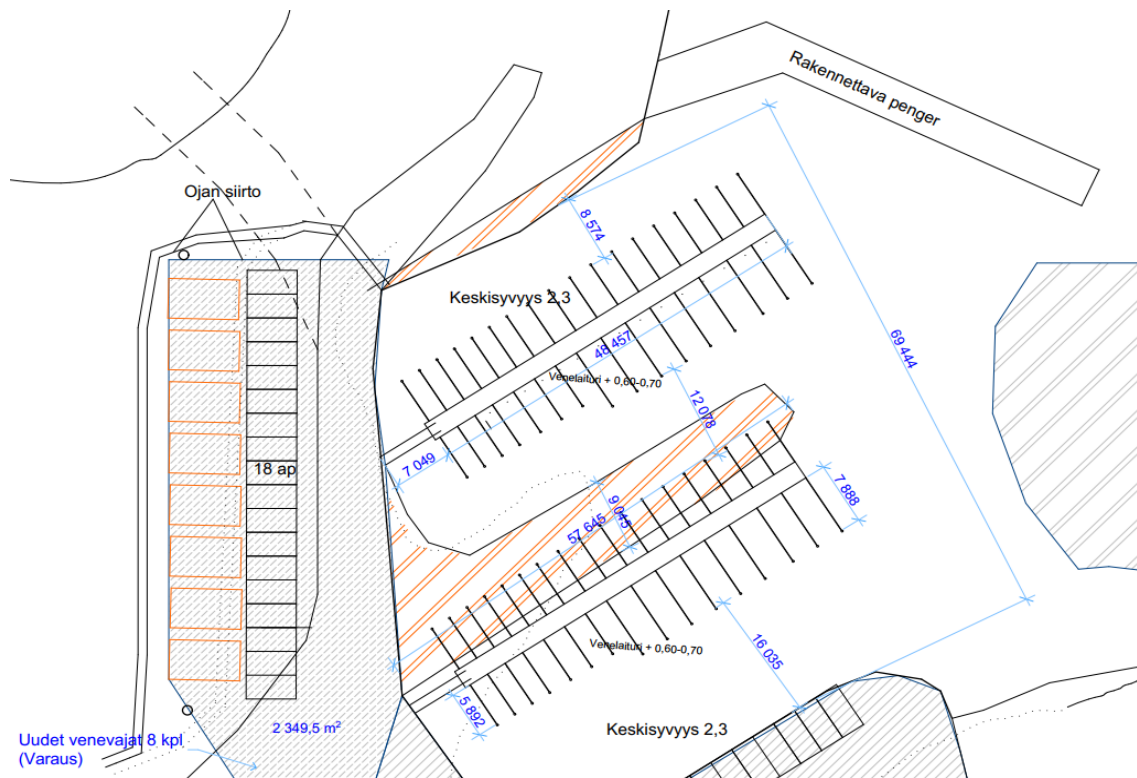 Rakennettava penger
Ojan siirto
8 574
Keskisyvyys 2,3
48 457
69 444
Venelaituri + 0,60-0,70
12 078
18 ap
7 049
7 888
9 045
57 645
Venelaituri + 0,60-0,70
16 035
5 892
2 349,5 m²
Keskisyvyys 2,3
Uudet venevajat 8 kpl
(Varaus)